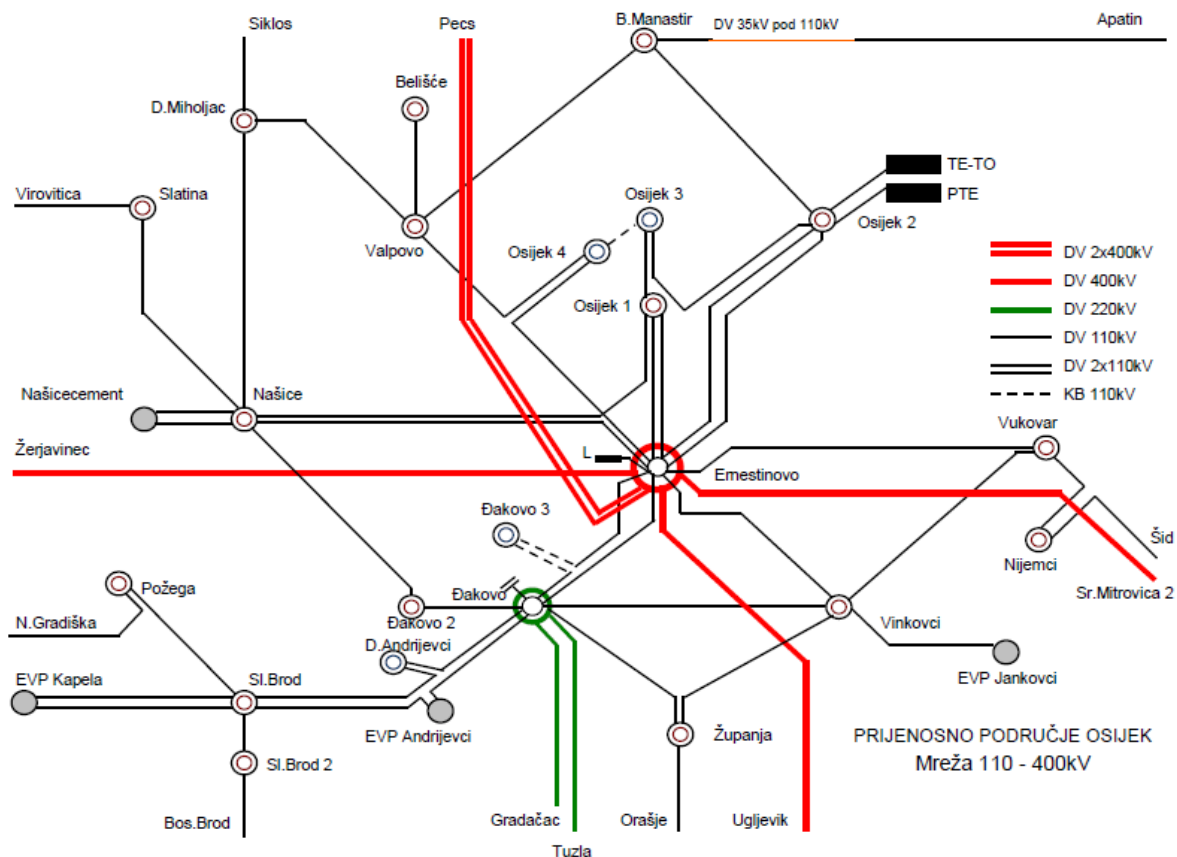 Siklos
Pecs
B.Manastir
DV 35kV pod 110kV
Apatin
Belišće
D.Miholjac
TE-TO
Virovitica
Slatina
Osijek 3
PTE
Osijek 2
Valpovo
Osijek 4
DV 2x400kV
DV 400kV
Osijek 1
DV 220kV
DV 110kV
DV 2x110kV
KB 110kV
Našicecement
Našice
Vukovar
Žerjavinec
L
Ernestinovo
Đakovo 3
Šid
Nijemci
Sr.Mitrovica 2
Požega
Đakovo
Đakovo 2
Vinkovci
N.Gradiška
D.Andrijevci
EVP Kapela
Sl.Brod
EVP Jankovci
EVP Andrijevci
Županja
PRIJENOSNO PODRUČJE OSIJEK
Mreža 110 - 400kV
Sl.Brod 2
Bos.Brod
Gradačac
Orašje
Ugljevik
Tuzla